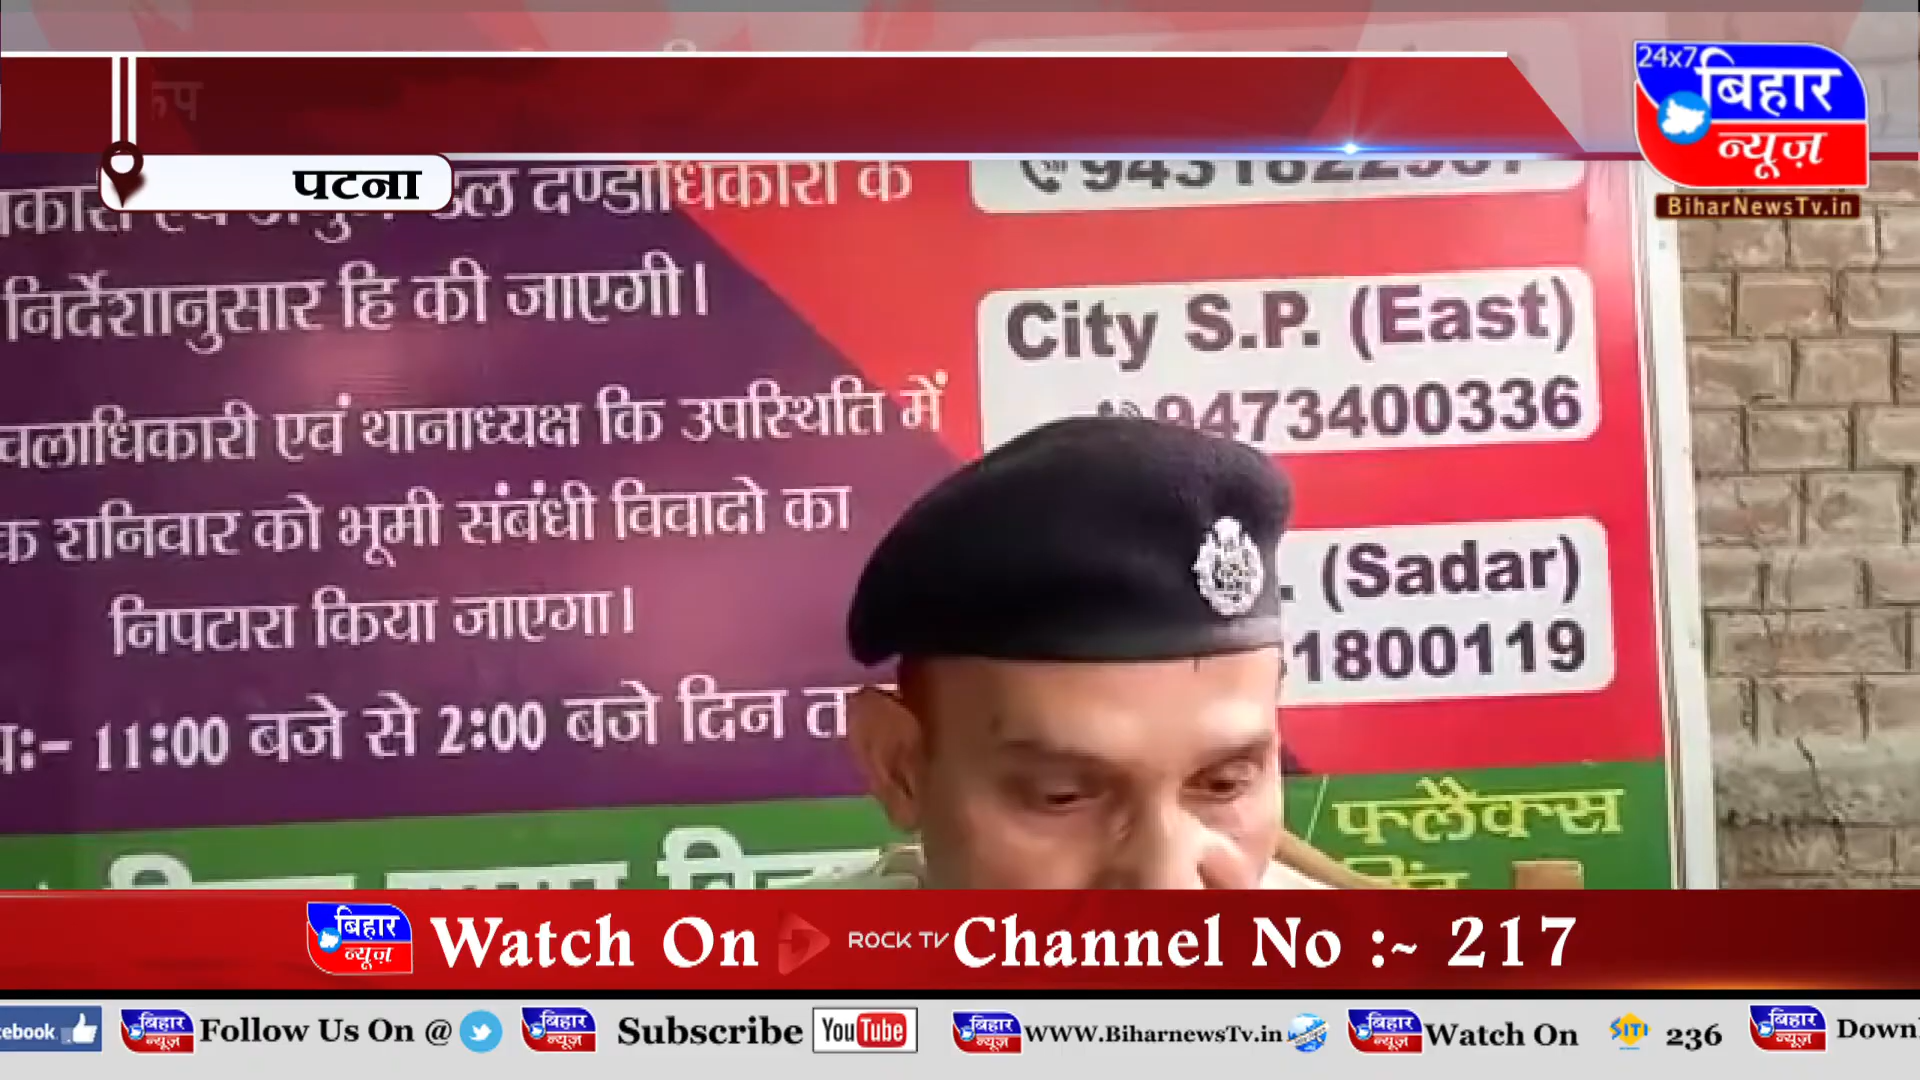 24x7
बिहार
न्यूज़
BiharNewsTv.in
पटना
दण्डाधिकारी के
निर्देशानुसार हि की जाएगी।
City S.P. (East)
9473400336
एवं थानाध्यक्ष कि उपस्थिति में
शनिवार को भूमी संबंधी विवादो का
(Sadar)
1800119
निपटारा किया जाएगा।
11:00 बजे से 2:00 बजे दिन
फ्लैक्स
बिहार
न्यूज़
Watch On ROCK TV Channel No :~ 217
cebook बिहार न्यूज़ Follow Us On @ बिहार न्यूज़ Subscribe YouTube बिहार न्यूज़ www.BiharnewsTv.in बिहार न्यूज़ Watch On SITI 236 बिहार न्यूज़ Down